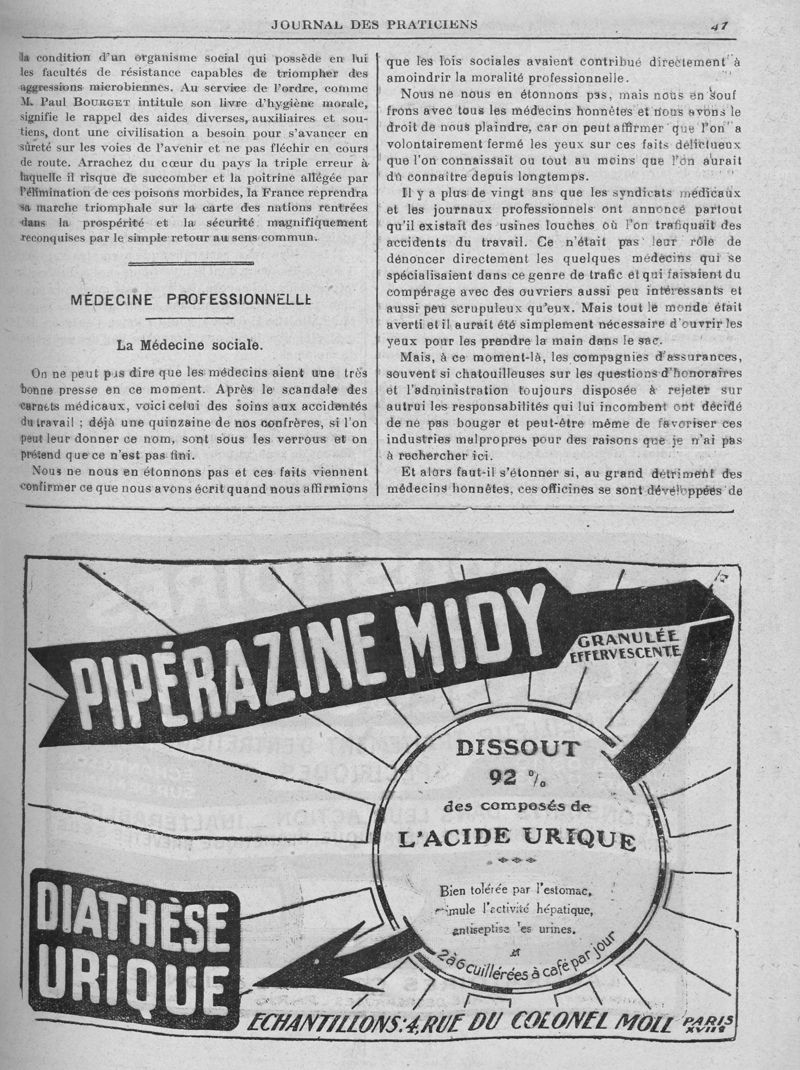 JOURNAL DES PRATICIENS
41
la condition d'un organisme social qui possède en lui
les facultés de résistance capables de triompher des
aggressions microbiennes. Au service de l'ordre, comme
M. Paul BOURGET intitule son livre d'hygiène morale,
signifie le rappel des aides diverses, auxiliaires et sou-
tiens, dont une civilisation a besoin pour s'avancer en
sûreté sur les voies de l'avenir et ne pas fléchir en cours
de route. Arrachez du cœur du pays la triple erreur à
laquelle il risque de succomber et la poitrine allégée par
l'élimination de ces poisons morbides, la France reprendra
sa marche triomphale sur la carte des nations rentrées
dans la prospérité et la sécurité magnifiquement
reconquises par le simple retour au sens commun.
MÉDECINE PROFESSIONNELLE
La Médecine sociale.
On ne peut pas dire que les médecins aient une très
bonne presse en ce moment. Après le scandale des
carnets médicaux, voici celui des soins aux accidentés
du travail ; déjà une quinzaine de nos confrères, si l'on
peut leur donner ce nom, sont sous les verrous et on
prétend que ce n'est pas fini.
Nous ne nous en étonnons pas et ces faits viennent
confirmer ce que nous avons écrit quand nous affirmions
que les lois sociales avaient contribué directement à
amoindrir la moralité professionnelle.
Nous ne nous en étonnons pas, mais nous en souf
frons avec tous les médecins honnêtes et nous avons le
droit de nous plaindre, car on peut affirmer que l'on a
volontairement fermé les yeux sur ces faits délictueux
que l'on connaissait ou tout au moins que l'on aurait
dû connaitre depuis longtemps.
Il y a plus de vingt ans que les syndicats médicaux
et les journaux professionnels ont annoncé partout
qu'il existait des usines louches où l'on trafiquait des
accidents du travail. Ce n'était pas leur rôle de
dénoncer directement les quelques médecins qui se
spécialisaient dans ce genre de trafic et qui faisaient du
compérage avec des ouvriers aussi peu intéressants et
aussi peu scrupuleux qu'eux. Mais tout le monde était
averti et il aurait été simplement nécessaire d'ouvrir les
yeux pour les prendre la main dans le sac.
Mais, à ce moment-là, les compagnies d'assurances,
souvent si chatouilleuses sur les questions d'honoraires
et l'administration toujours disposée à rejeter sur
autrui les responsabilités qui lui incombent ont décidé
de ne pas bouger et peut-être même de favoriser ces
industries malpropres pour des raisons que je n'ai pas
à rechercher ici.
Et alors faut-il s'étonner si, au grand détriment des
médecins honnêtes, ces officines se sont développées de
PIPÉRAZINE MIDY
GRANULÉE
EFFERVESCENTE
DISSOUT
92 %
des composés de
L'ACIDE URIQUE
Bien tolérée par l'estomac,
stimule l'activité hépatique,
antiseptise les urines.
2 à 6 cuillérées à café par jour
DIATHÈSE
URIQUE
ECHANTILLONS: 4, RUE DU COLONEL MOLL PARIS
XVIIe